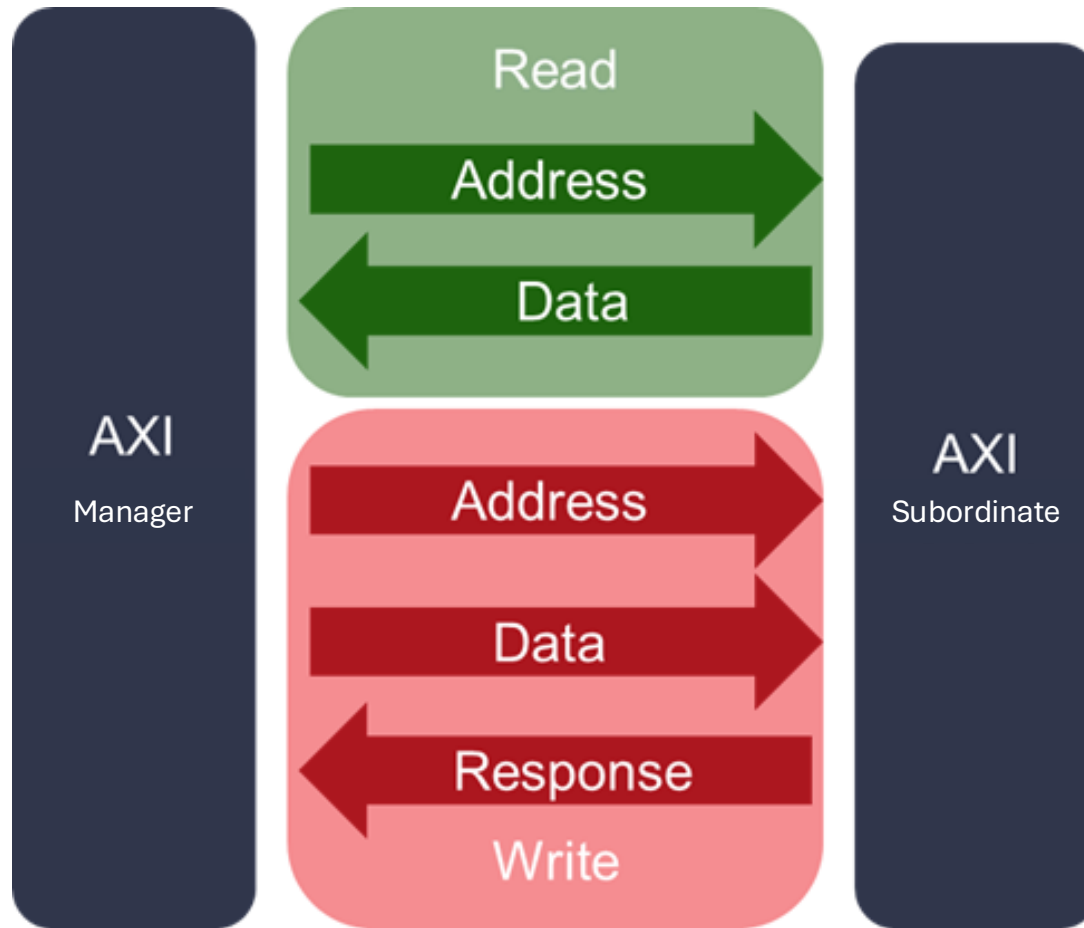 Read
Address
Data
AXI
Manager
Address
Data
Response
Write
AXI
Subordinate